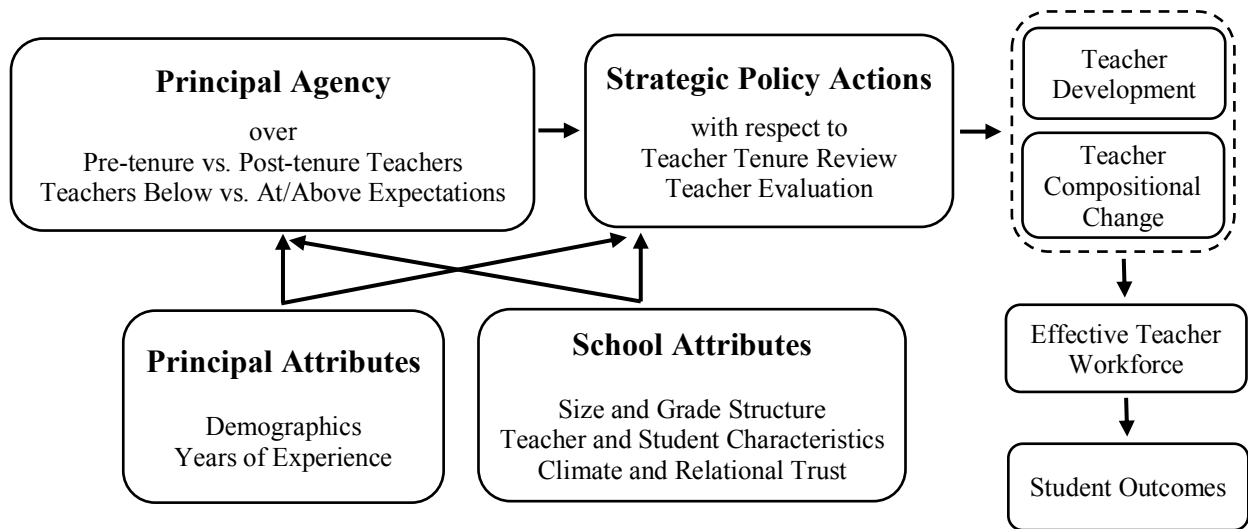 Principal Agency
over
Pre-tenure vs. Post-tenure Teachers
Teachers Below vs. At/Above Expectations
Strategic Policy Actions
with respect to
Teacher Tenure Review
Teacher Evaluation
Teacher
Development
Teacher
Compositional
Change
Principal Attributes
Demographics
Years of Experience
School Attributes
Size and Grade Structure
Teacher and Student Characteristics
Climate and Relational Trust
Effective Teacher
Workforce
Student Outcomes